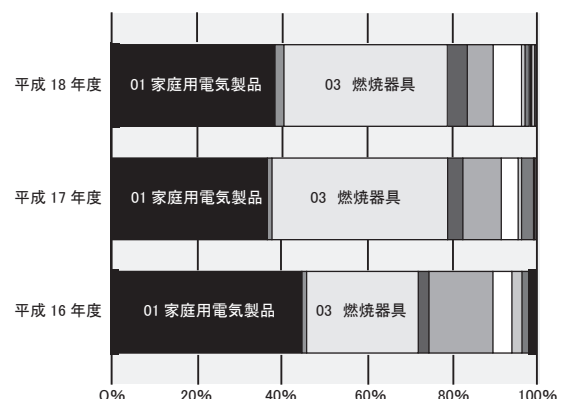 平成 18 年度 01 家庭用電気製品 03 燃焼器具
平成 17 年度 01 家庭用電気製品 03 燃焼器具
平成 16 年度 01 家庭用電気製品 03 燃焼器具
0% 20% 40% 60% 80% 100%